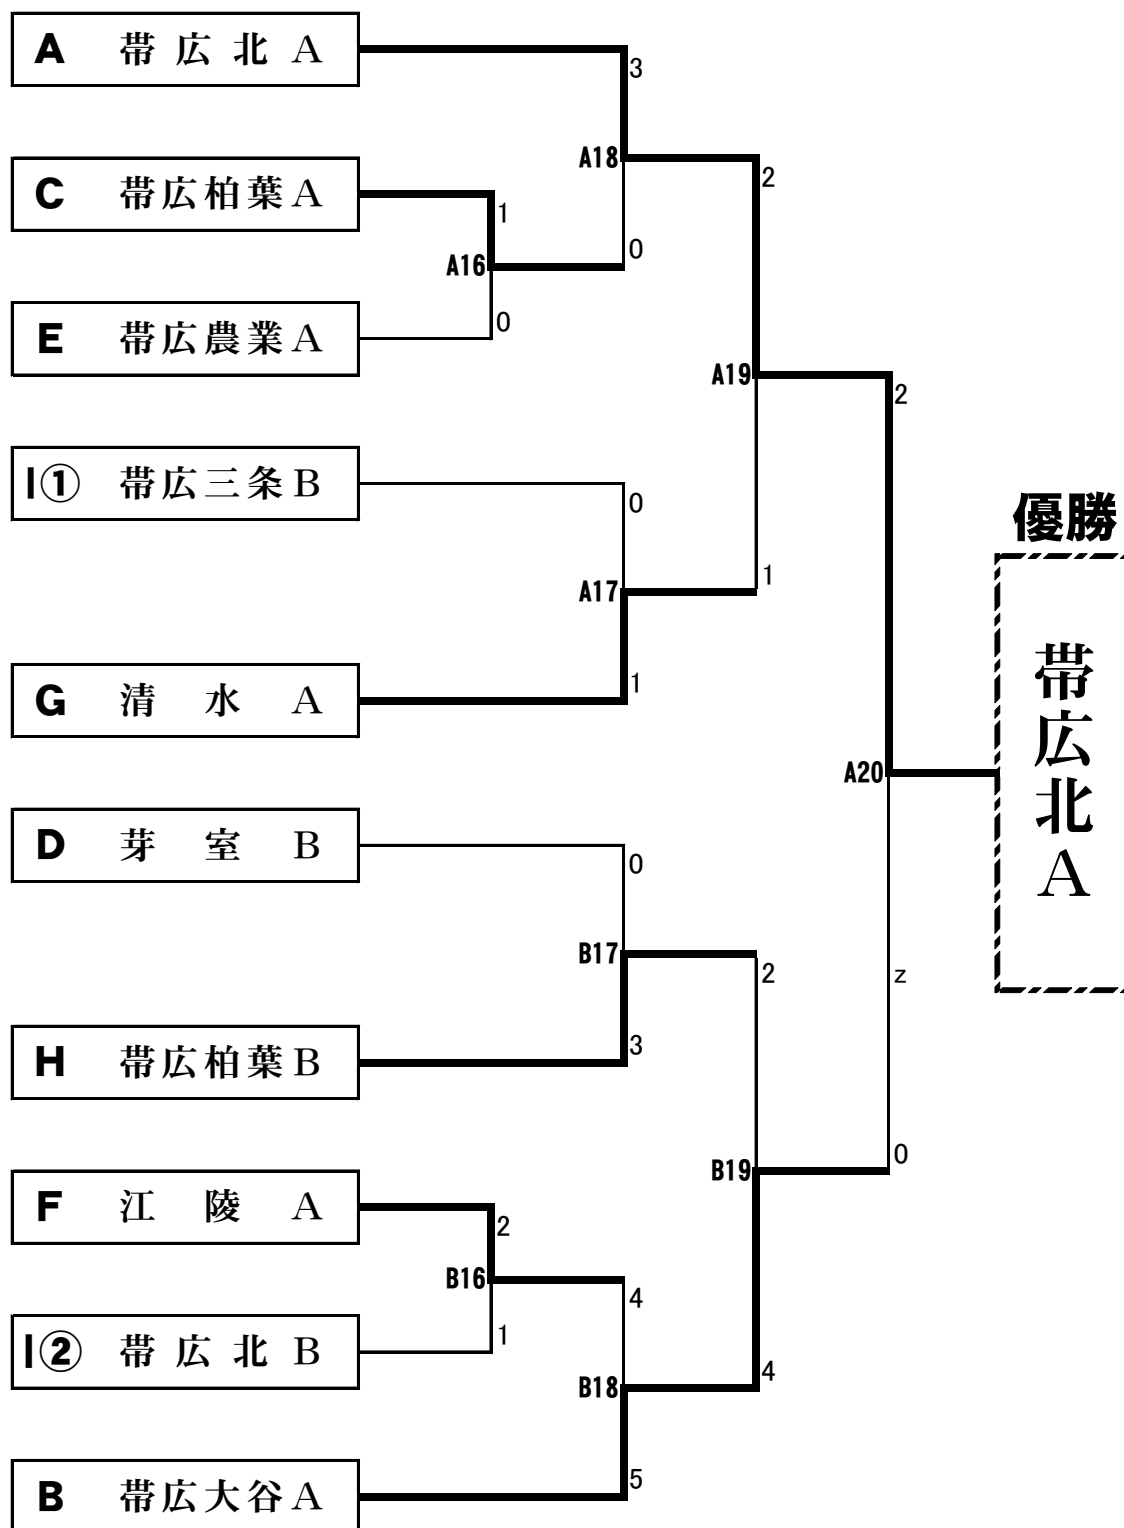 A 帯広北A
3
A18
2
C 帯広柏葉A
1
A16
0
E 帯広農業A
0
A19
2
I① 帯広三条B
0
優勝
A17
1
G 清水A
1
帯広北A
A20
D 芽室B
0
B17
2
z
H 帯広柏葉B
3
B19
0
F 江陵A
2
B16
4
I② 帯広北B
1
B18
4
B 帯広大谷A
5